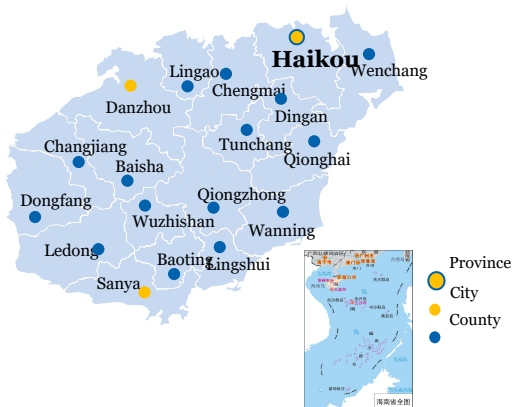 Haikou
Wenchang
Lingao
Chengmai
Danzhou
Dingan
Tunchang
Changjiang
Qionghai
Baisha
Dongfang
Qiongzhong
Wuzhishan
Wanning
Ledong
Baoting
Lingshui
Sanya
Province
City
County
海南省全图